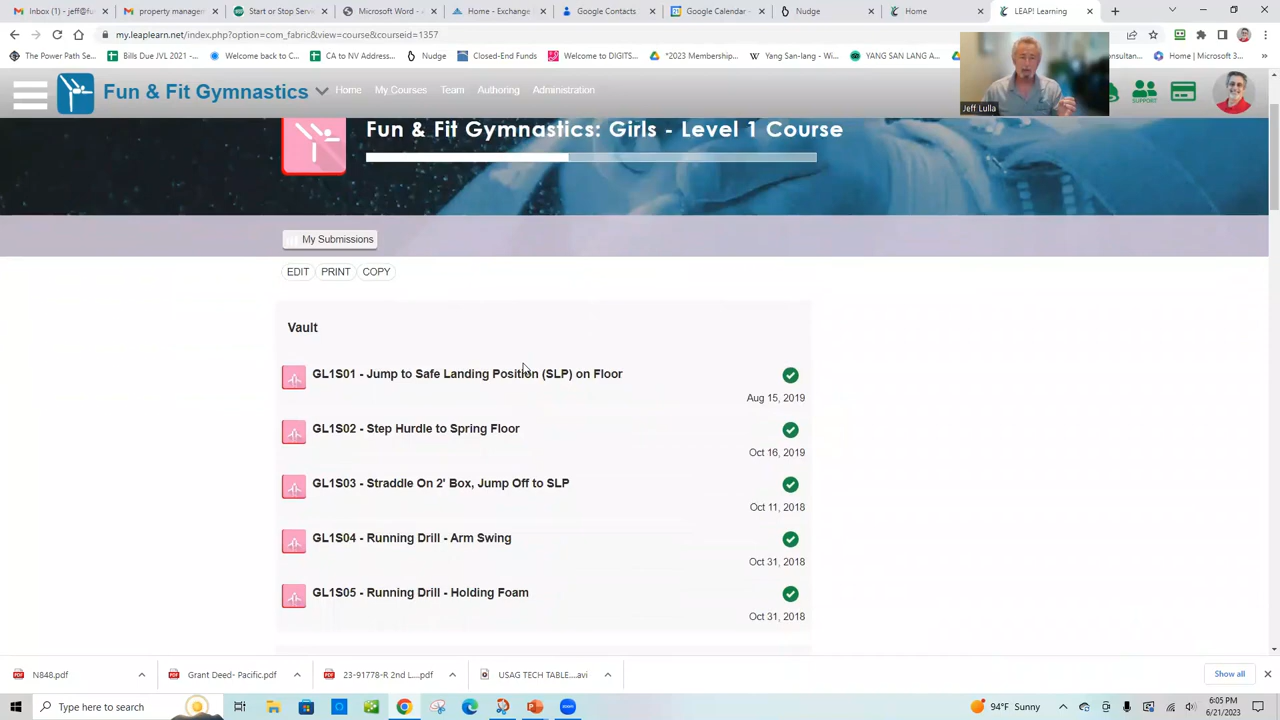 Inbox - jeff@funa
LEAP property manager
Start or Join Servi
Microsoft Word -
Exchange - Home -
Google Contacts
Google Calendar -
Nudge
Home
LEAP! Learning
my.leaplearn.net/index.php?option=com_fabric&view=course&courseid=1357
The Power Path Se...
Bills Due JVL 2021 -...
Welcome back to C...
CA to NV Address...
Nudge
Closed-End Funds
Welcome to DIGITS...
*2023 Membership...
Yang San-lang - Wi...
YANG SAN LANG A...
onsultan...
Home | Microsoft 3...
Fun & Fit Gymnastics
Home
My Courses
Team
Authoring
Administration
SUPPORT
Jeff Lulla
Fun & Fit Gymnastics: Girls - Level 1 Course
My Submissions
EDIT
PRINT
COPY
Vault
GL1S01 - Jump to Safe Landing Position (SLP) on Floor
Aug 15, 2019
GL1S02 - Step Hurdle to Spring Floor
Oct 16, 2019
GL1S03 - Straddle On 2' Box, Jump Off to SLP
Oct 11, 2018
GL1S04 - Running Drill - Arm Swing
Oct 31, 2018
GL1S05 - Running Drill - Holding Foam
Oct 31, 2018
N848.pdf
Grant Deed- Pacific.pdf
23-91778-R 2nd L....pdf
USAG TECH TABLE....avi
Show all
Type here to search
zoom
94°F Sunny
6:05 PM
6/21/2023